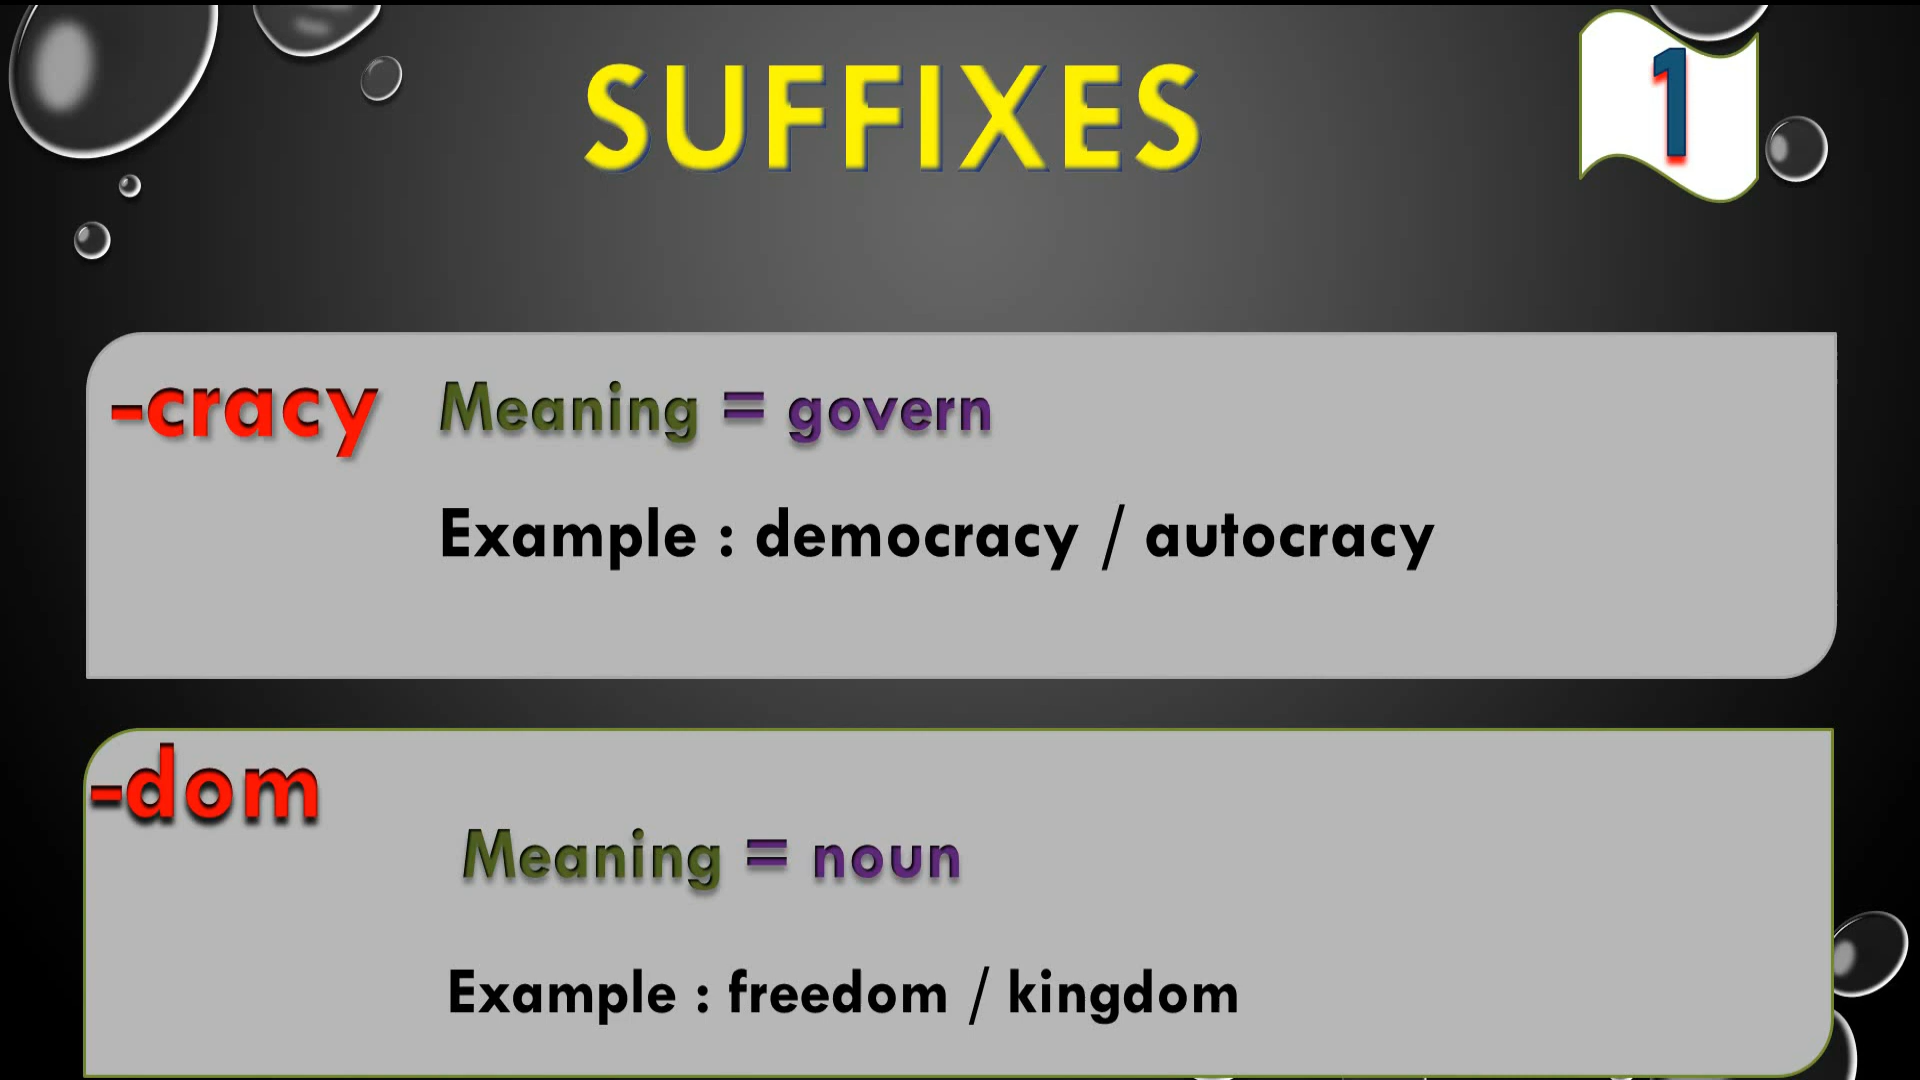 SUFFIXES
1
-cracy Meaning = govern
Example : democracy / autocracy
-dom
Meaning = noun
Example : freedom / kingdom